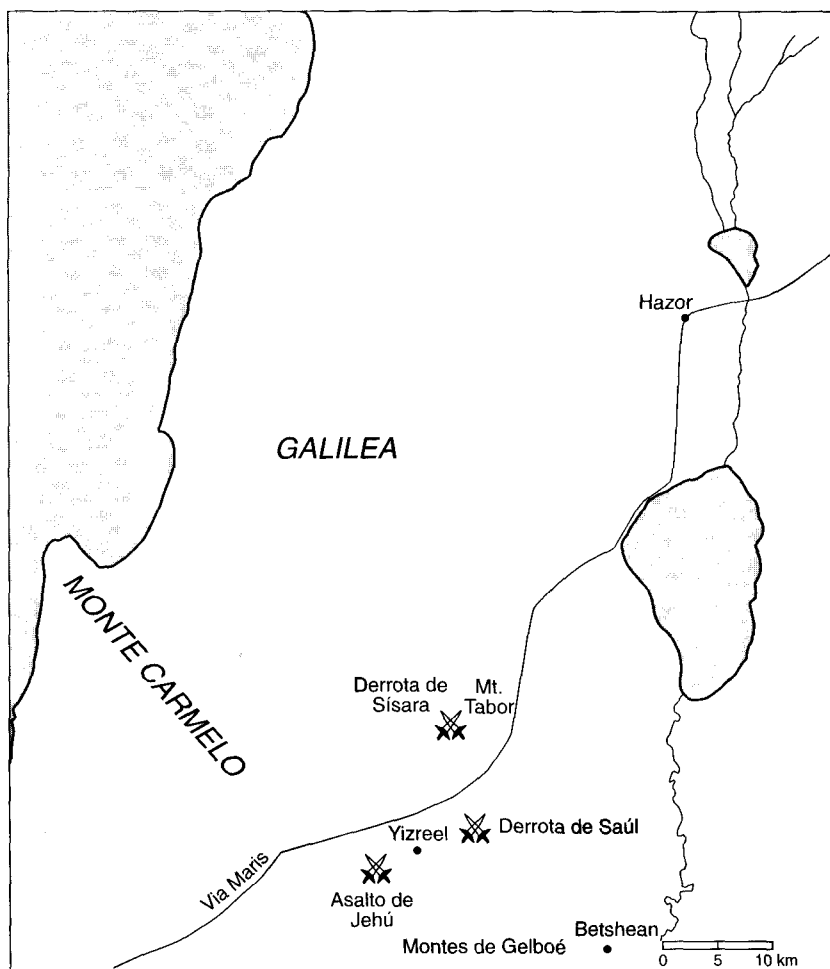 Hazor
GALILEA
MONTE CARMELO
Derrota de
Sísara
Mt.
Tabor
Derrota de Saúl
Yizreel
Via Maris
Asalto de
Jehú
Betshean
Montes de Gelboé
0 5 10 km